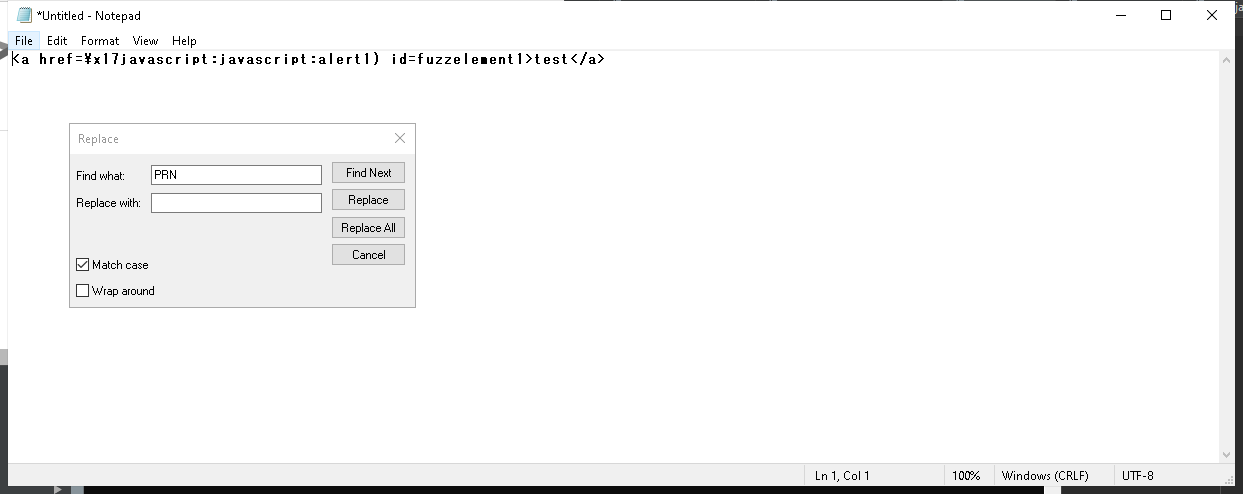 *Untitled - Notepad
File Edit Format View Help
<a href=¥x17javascript:javascript:alert1) id=fuzzelement1>test</a>
Replace
Find what: PRN Find Next
Replace with: Replace
Replace All
Cancel
Match case
Wrap around
Ln 1, Col 1 100% Windows (CRLF) UTF-8